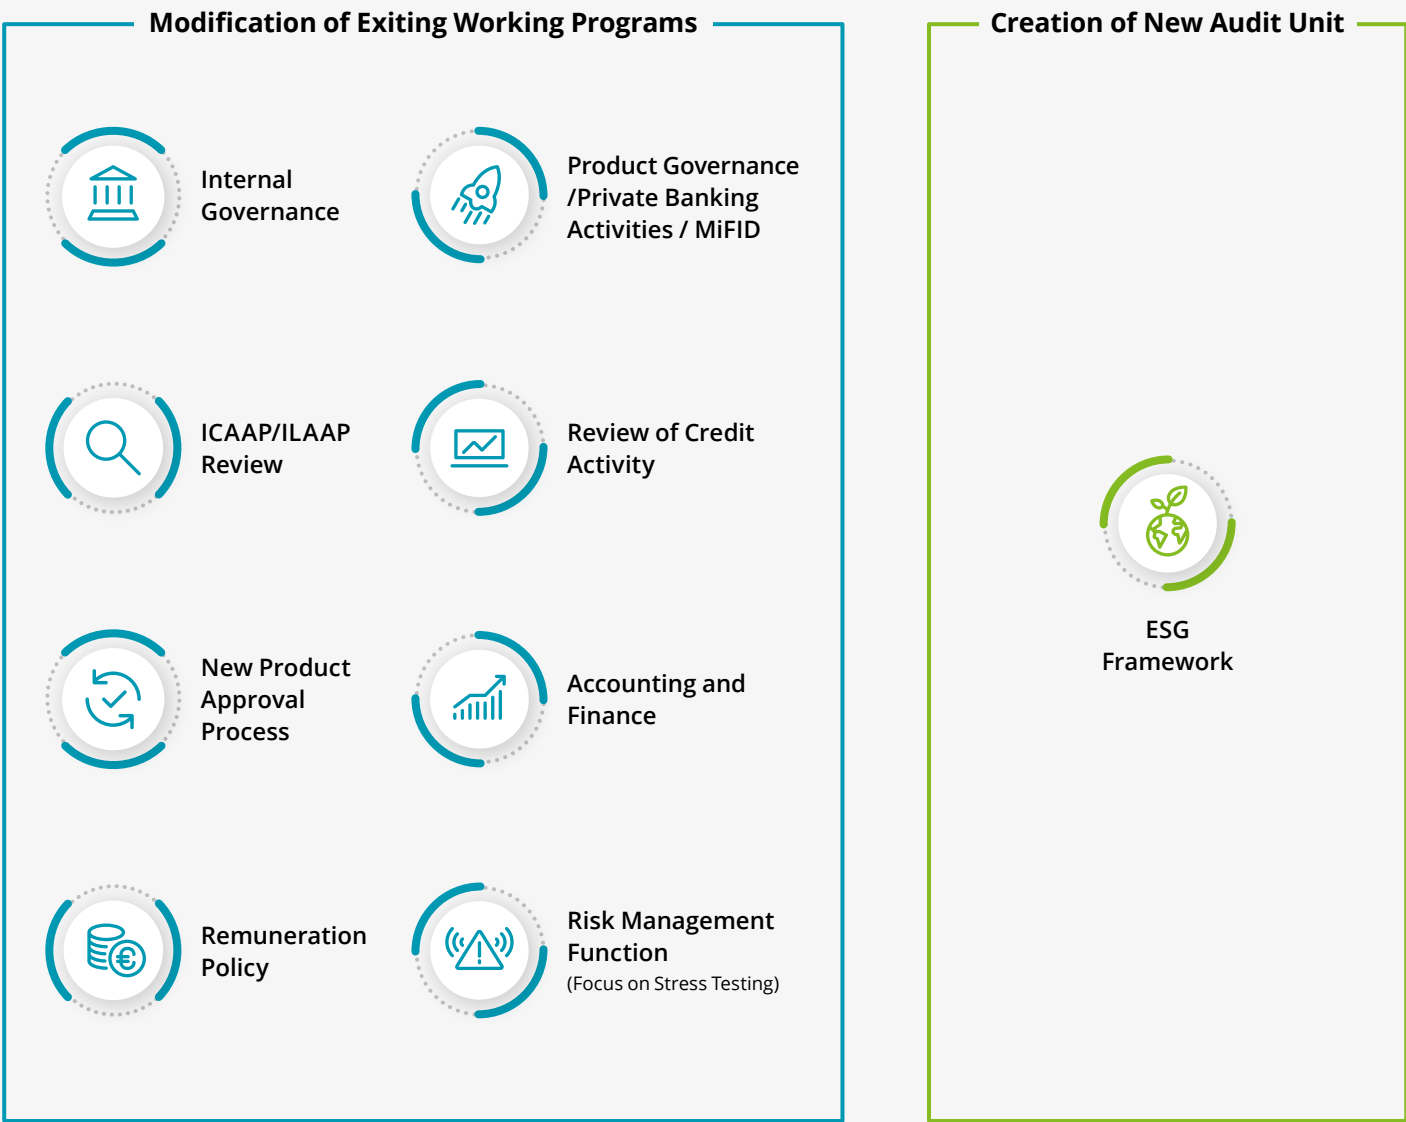 Modification of Exiting Working Programs
Internal
Governance
Product Governance
/Private Banking
Activities / MiFID
ICAAP/ILAAP
Review
Review of Credit
Activity
New Product
Approval
Process
Accounting and
Finance
Remuneration
Policy
Risk Management
Function
(Focus on Stress Testing)
Creation of New Audit Unit
ESG
Framework